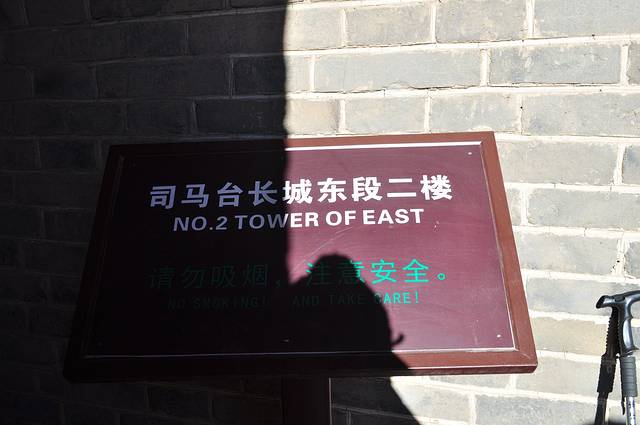 司马台长城东段二楼
NO.2 TOWER OF EAST
请勿吸烟，注意安全。
NO SMOKING! AND TAKE CARE!